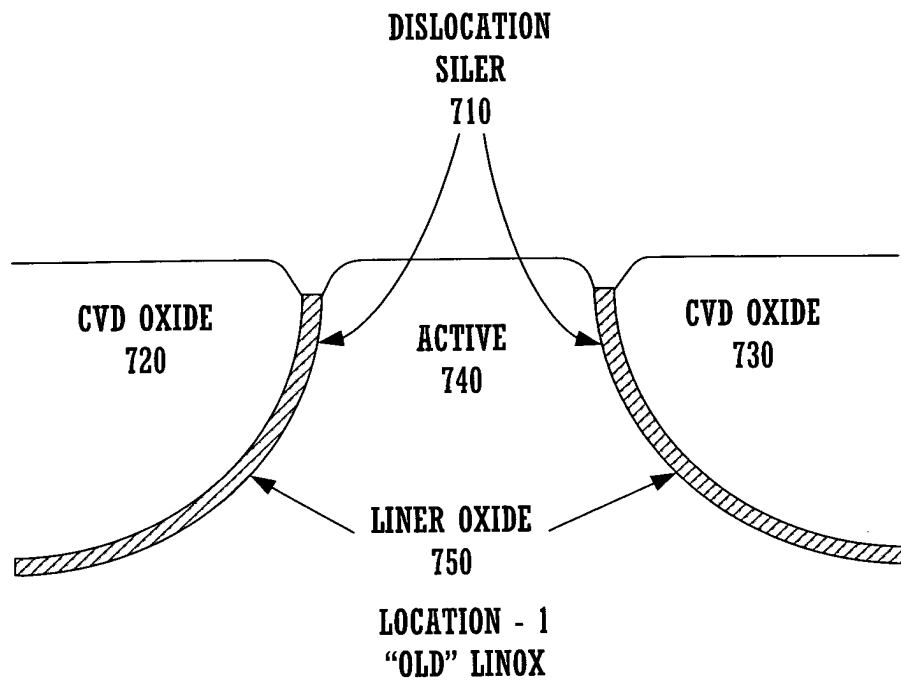 DISLOCATION
SILER
710
CVD OXIDE
720
ACTIVE
740
CVD OXIDE
730
LINER OXIDE
750
LOCATION - 1
“OLD” LINOX